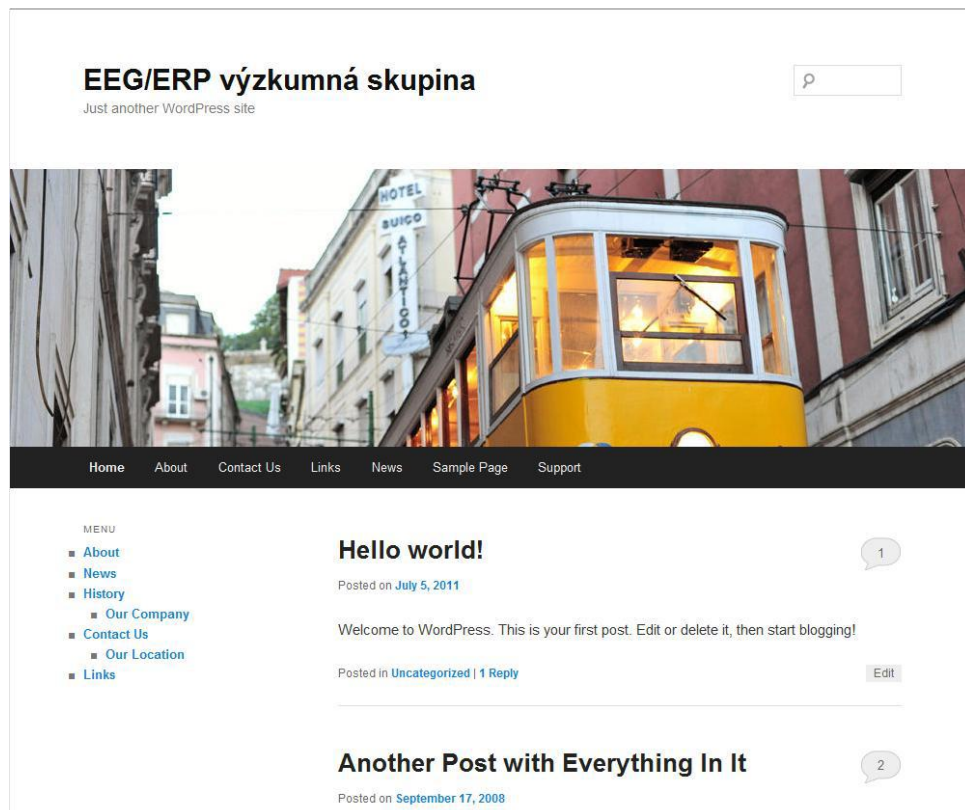 EEG/ERP výzkumná skupina
Just another WordPress site
HOTEL
SUIÇO
ATLANTICO
Home About Contact Us Links News Sample Page Support
MENU
About
News
History
Our Company
Contact Us
Our Location
Links
Hello world!
1
Posted on July 5, 2011
Welcome to WordPress. This is your first post. Edit or delete it, then start blogging!
Posted in Uncategorized | 1 Reply
Edit
Another Post with Everything In It
2
Posted on September 17, 2008